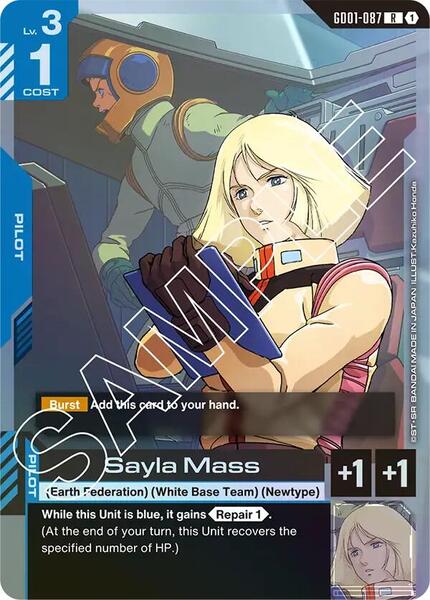 Lv. 3
1
COST
GD01-087 R 1
PILOT
SAMPLE
©ST・SR BANDAI MADE IN JAPAN ILLUST.Kazuhiko Honda
Burst Add this card to your hand.
PILOT
Sayla Mass
+1 +1
(Earth Federation) (White Base Team) (Newtype)
While this Unit is blue, it gains Repair 1.
(At the end of your turn, this Unit recovers
the specified number of HP.)